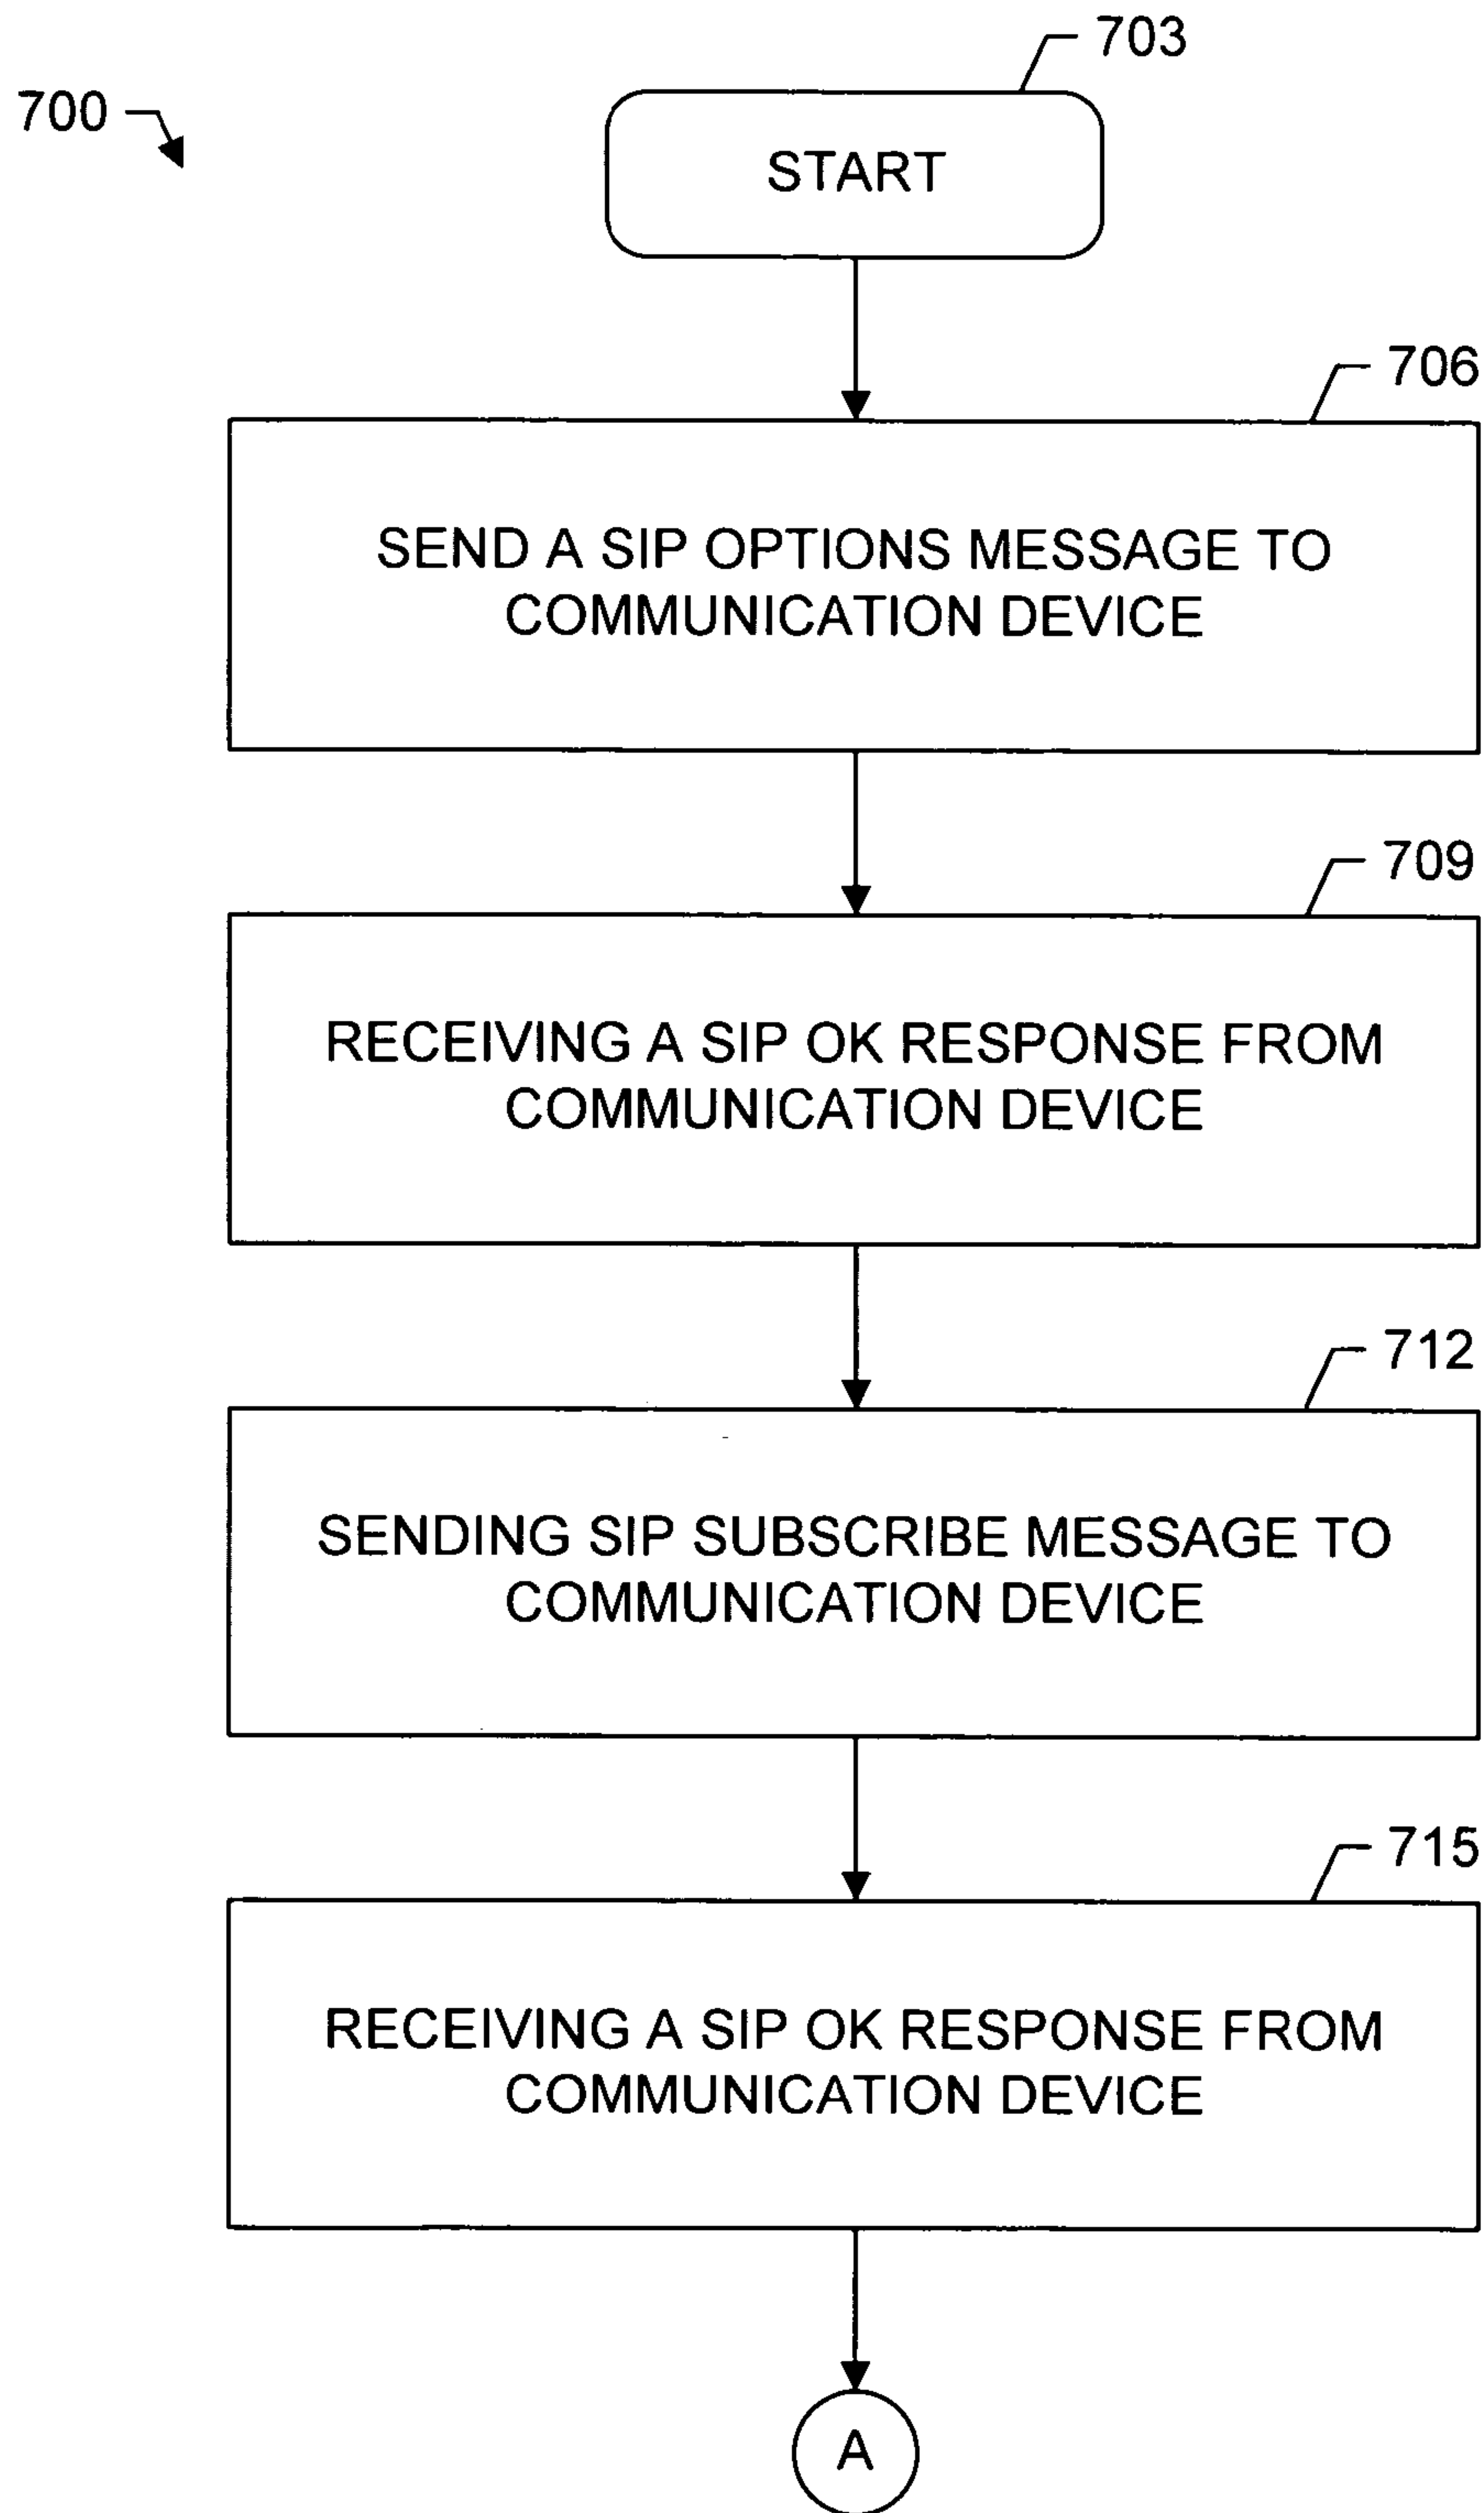 703
700
START
706
SEND A SIP OPTIONS MESSAGE TO
COMMUNICATION DEVICE
709
RECEIVING A SIP OK RESPONSE FROM
COMMUNICATION DEVICE
712
SENDING SIP SUBSCRIBE MESSAGE TO
COMMUNICATION DEVICE
715
RECEIVING A SIP OK RESPONSE FROM
COMMUNICATION DEVICE
A